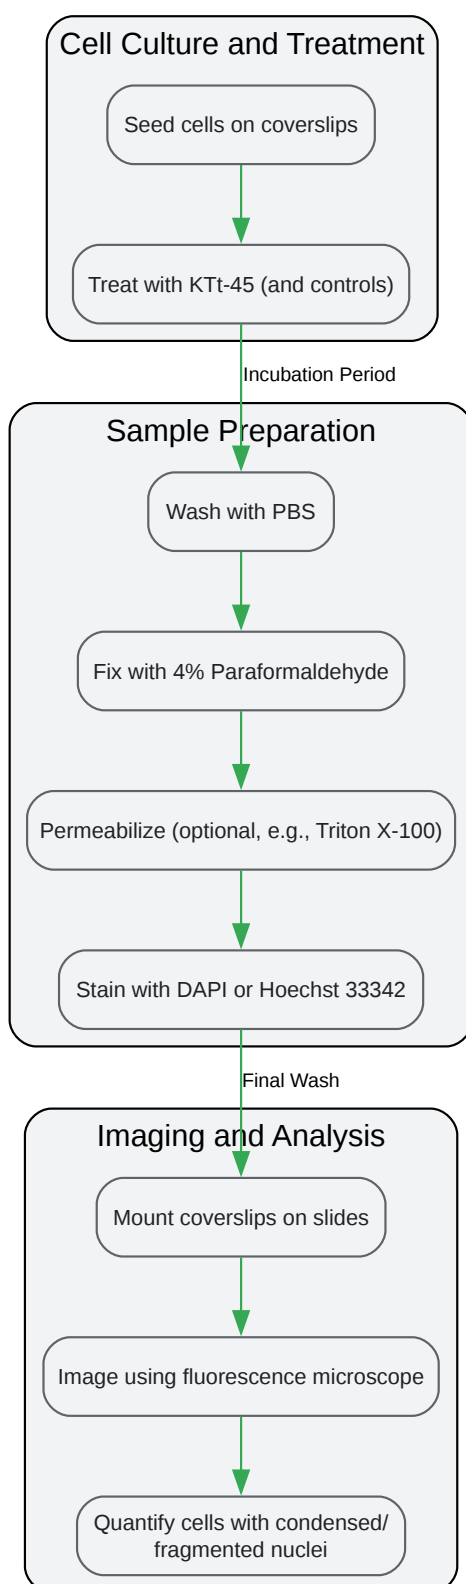 Cell Culture and Treatment
Seed cells on coverslips
Treat with KTt-45 (and controls)
Incubation Period
Sample Preparation
Wash with PBS
Fix with 4% Paraformaldehyde
Permeabilize (optional, e.g., Triton X-100)
Stain with DAPI or Hoechst 33342
Final Wash
Imaging and Analysis
Mount coverslips on slides
Image using fluorescence microscope
Quantify cells with condensed/
fragmented nuclei